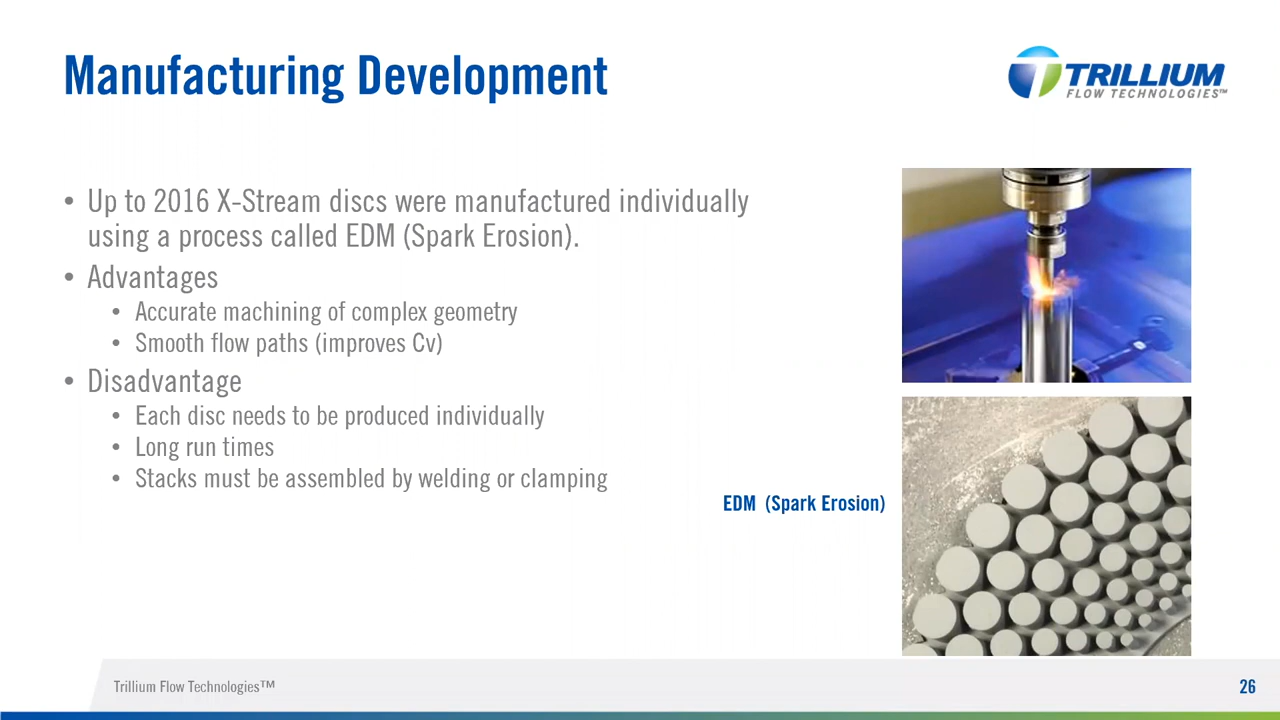 Manufacturing Development
TRILLIUM
FLOW TECHNOLOGIES™
• Up to 2016 X-Stream discs were manufactured individually
using a process called EDM (Spark Erosion).
• Advantages
• Accurate machining of complex geometry
• Smooth flow paths (improves Cv)
• Disadvantage
• Each disc needs to be produced individually
• Long run times
• Stacks must be assembled by welding or clamping
EDM (Spark Erosion)
Trillium Flow Technologies™
26